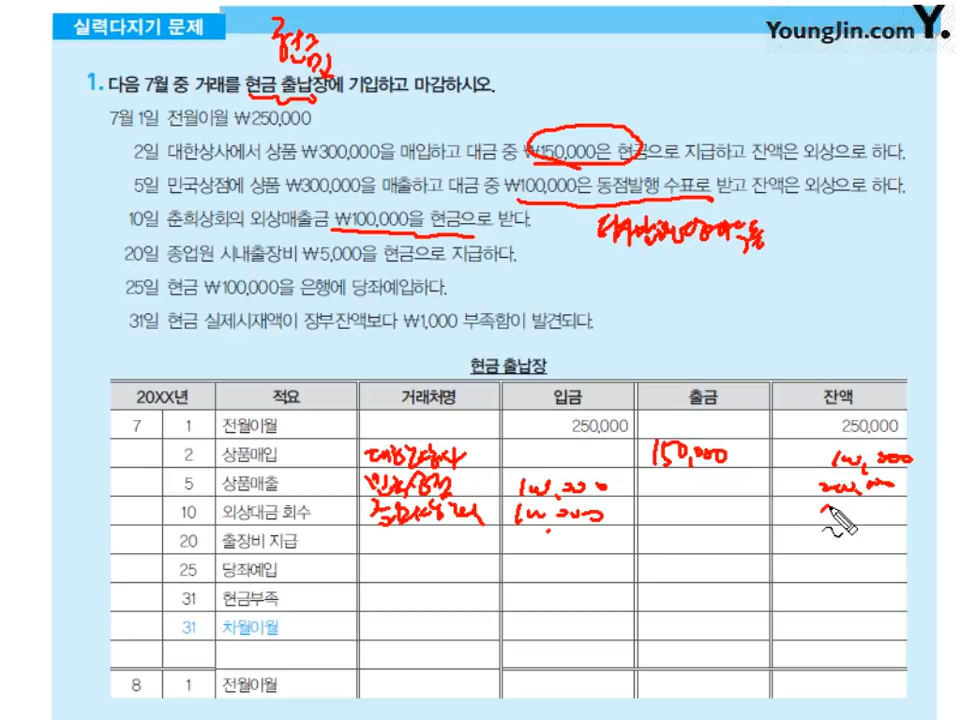 실력다지기 문제
YoungJin.com Y.
현금
1. 다음 7월 중 거래를 현금 출납장에 기입하고 마감하시오.
7월 1일 전월이월 ₩250,000
2일 대한상사에서 상품 ₩300,000을 매입하고 대금 중 ₩150,000은 현금으로 지급하고 잔액은 외상으로 하다.
5일 민국상점에 상품 ₩300,000을 매출하고 대금 중 ₩100,000은 동점발행 수표로 받고 잔액은 외상으로 하다.
10일 춘희상회의 외상매출금 ₩100,000을 현금으로 받다.
20일 종업원 시내출장비 ₩5,000을 현금으로 지급하다.
25일 현금 ₩100,000을 은행에 당좌예입하다.
31일 현금 실제시재액이 장부잔액보다 ₩1,000 부족함이 발견되다.
현금 출납장
20XX년 적요 거래처명 입금 출금 잔액
7 1 전월이월 250,000 250,000
2 상품매입 대한상사 150,000 100,000
5 상품매출 민국상점 100,000 200,000
10 외상대금 회수 100,000
20 출장비 지급
25 당좌예입
31 현금부족
31 차월이월
8 1 전월이월